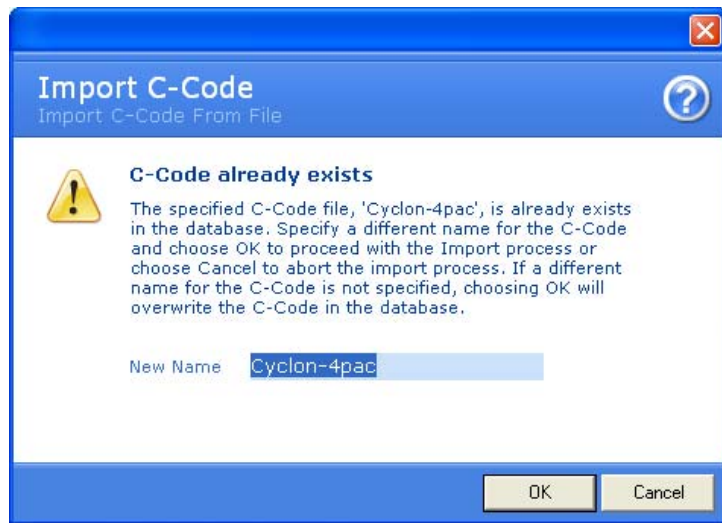 Import C-Code
Import C-Code From File
C-Code already exists
The specified C-Code file, 'Cyclon-4pac', is already exists
in the database. Specify a different name for the C-Code
and choose OK to proceed with the Import process or
choose Cancel to abort the import process. If a different
name for the C-Code is not specified, choosing OK will
overwrite the C-Code in the database.
New Name Cyclon-4pac
OK Cancel